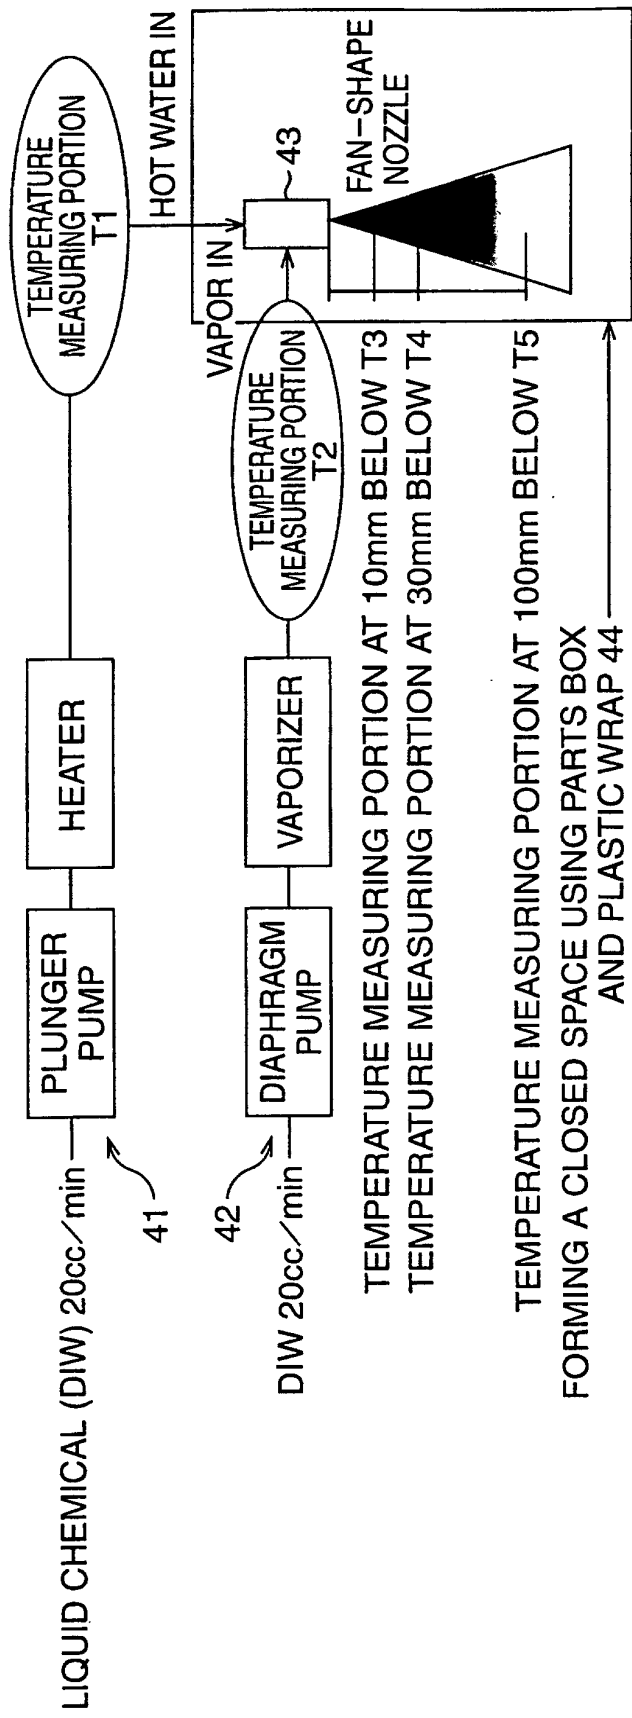 LIQUID CHEMICAL (DIW) 20cc/min
PLUNGER
PUMP
HEATER
TEMPERATURE
MEASURING PORTION
T1
41
HOT WATER IN
42
DIW 20cc/min
DIAPHRAGM
PUMP
VAPORIZER
TEMPERATURE
MEASURING PORTION
T2
VAPOR IN
43
FAN-SHAPE
NOZZLE
TEMPERATURE MEASURING PORTION AT 10mm BELOW T3
TEMPERATURE MEASURING PORTION AT 30mm BELOW T4
TEMPERATURE MEASURING PORTION AT 100mm BELOW T5
FORMING A CLOSED SPACE USING PARTS BOX
AND PLASTIC WRAP 44